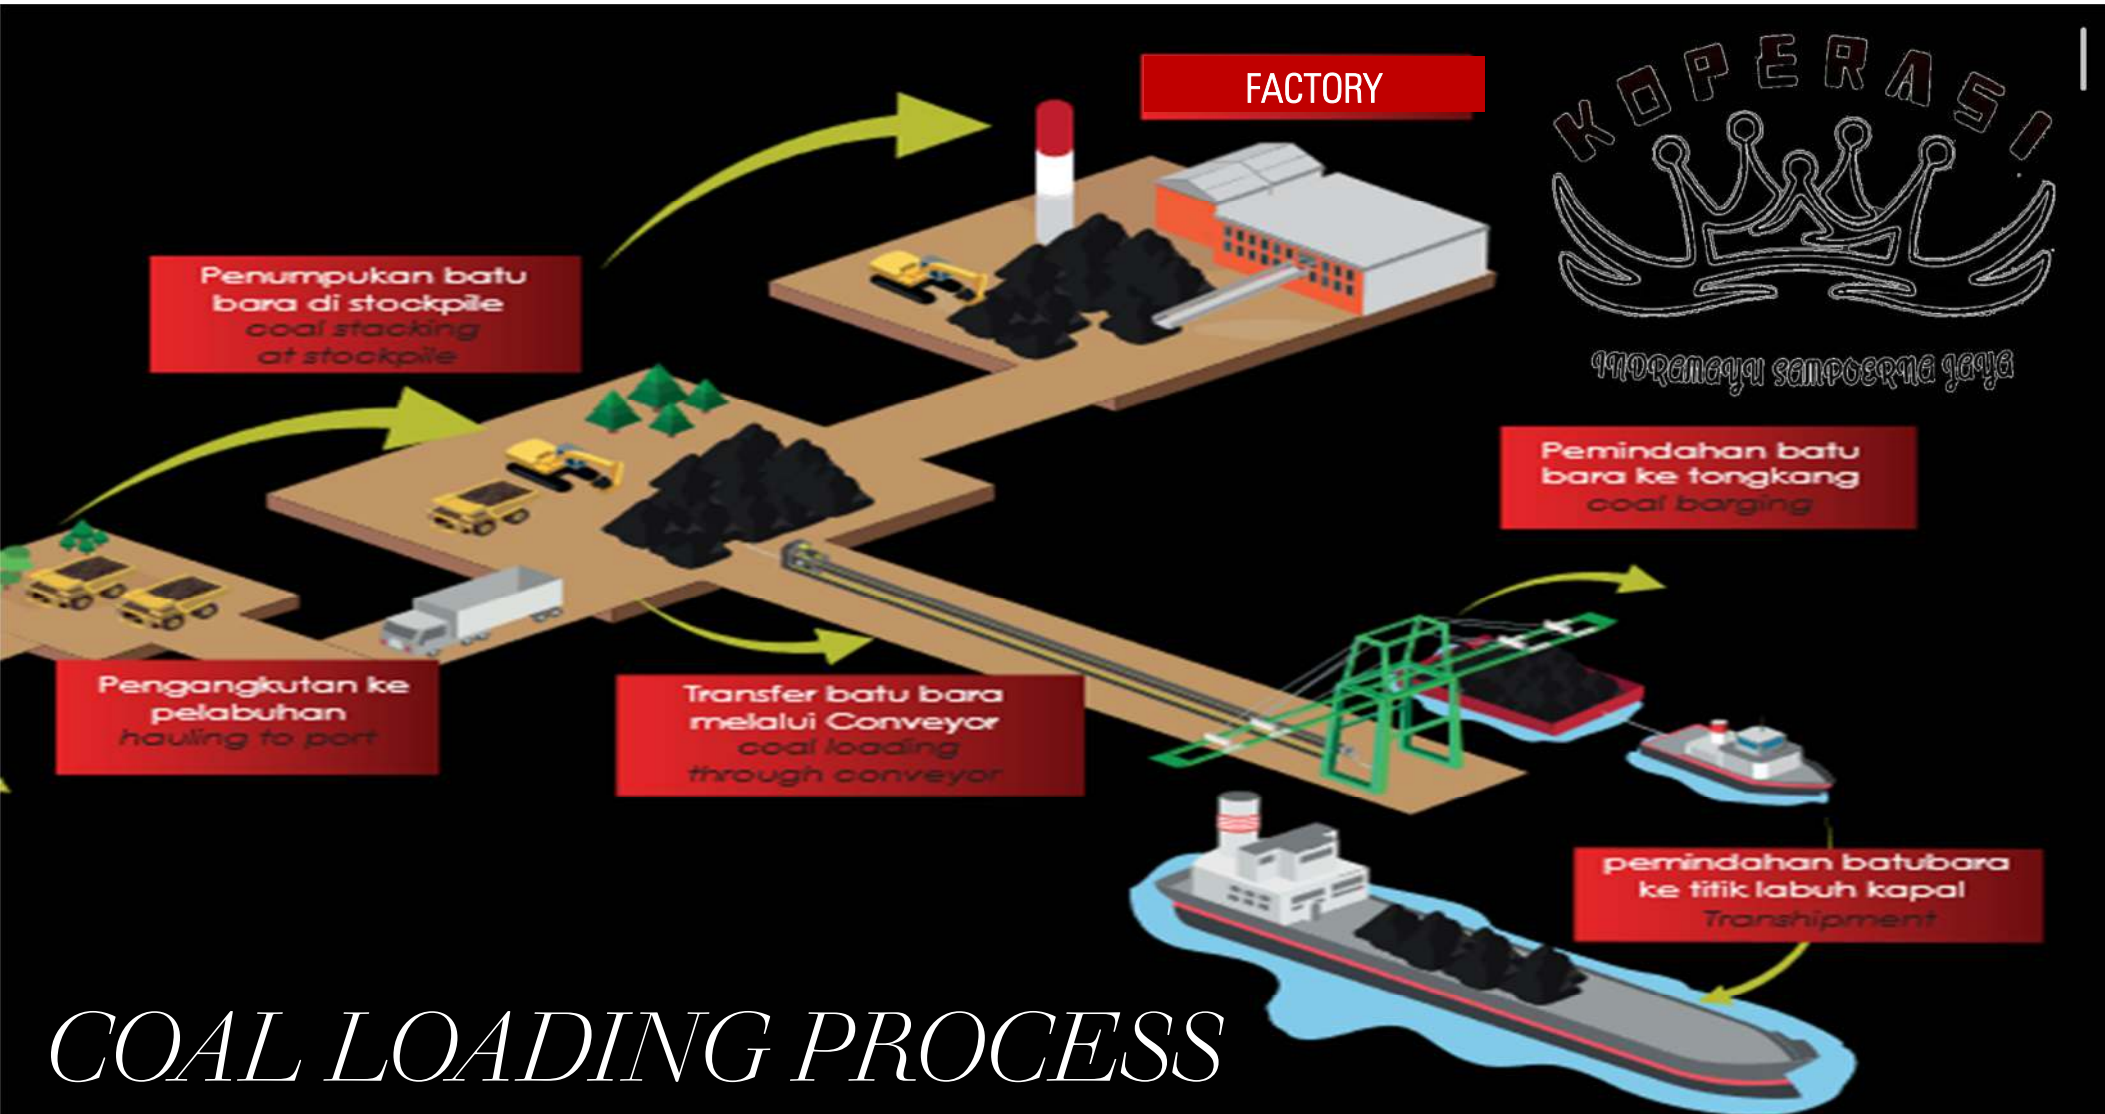 FACTORY
KOPERASI
INDRAMAYU SEMPOERNA JAYA
Penumpukan batu
bara di stockpile
coal stacking
at stockpile
Pemindahan batu
bara ke tongkang
coal barging
Pengangkutan ke
pelabuhan
hauling to port
Transfer batu bara
melalui Conveyor
coal loading
through conveyor
pemindahan batubara
ke titik labuh kapal
Transhipment
COAL LOADING PROCESS